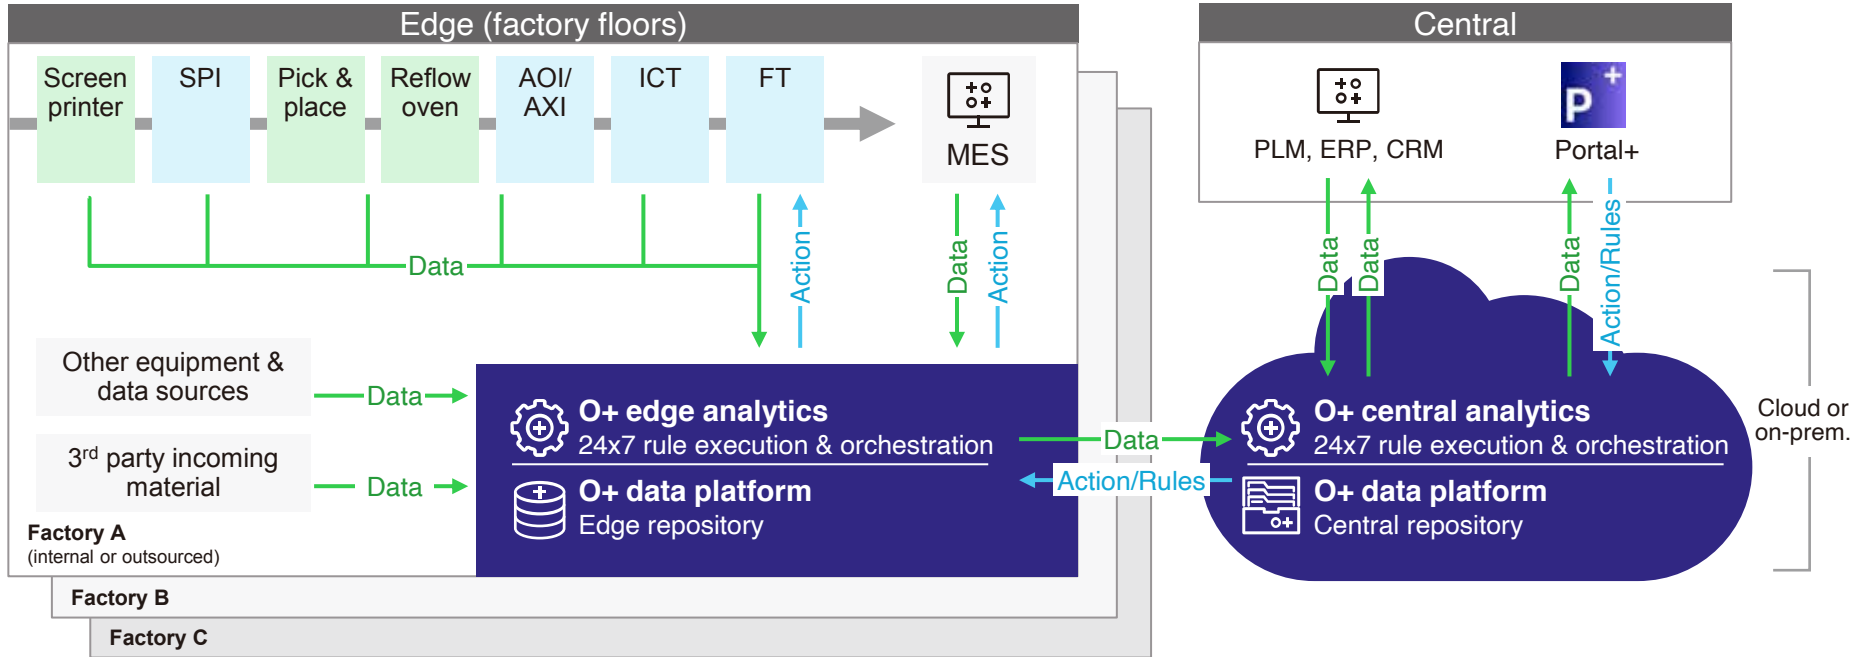 Edge (factory floors)
Central
Screen
printer
SPI
Pick &
place
Reflow
oven
AOI/
AXI
ICT
FT
MES
PLM, ERP, CRM
P+
Portal+
Data
Action
Data
Action
Data
Data
Data
Action/Rules
Other equipment &
data sources
Data
3rd party incoming
material
Data
O+ edge analytics
24x7 rule execution & orchestration
O+ data platform
Edge repository
Data
Action/Rules
O+ central analytics
24x7 rule execution & orchestration
O+ data platform
Central repository
Cloud or
on-prem.
Factory A
(internal or outsourced)
Factory B
Factory C